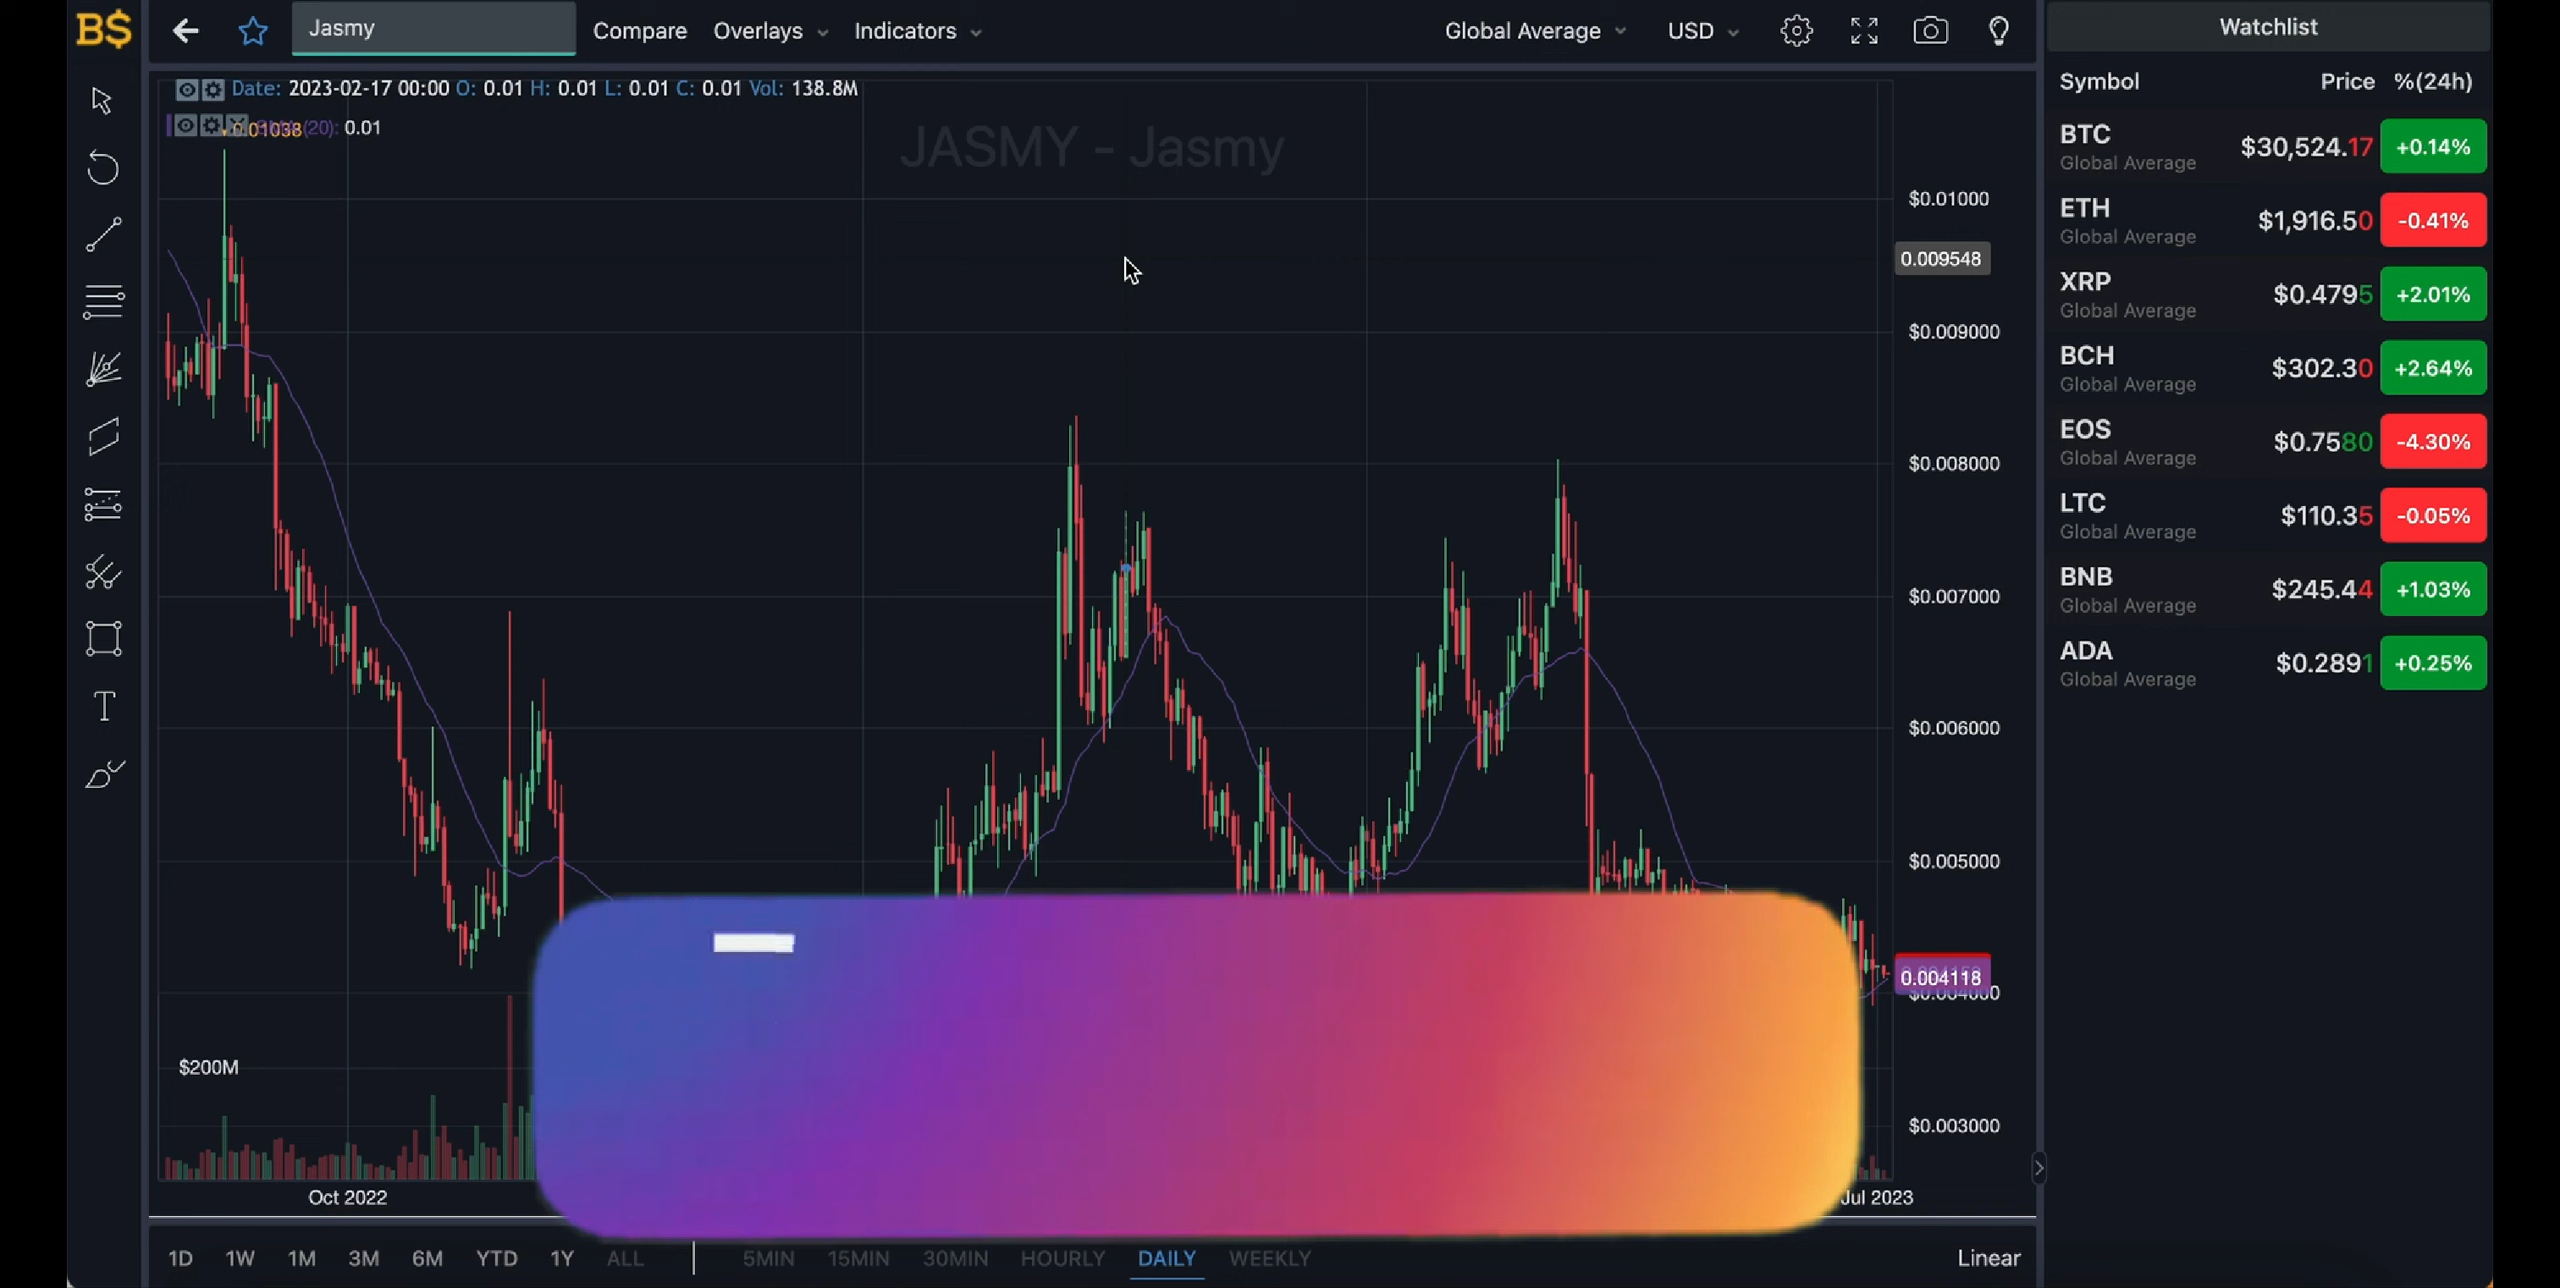 B$
Jasmy
Compare
Overlays
Indicators
Global Average
USD
Watchlist
Date: 2023-02-17 00:00 O: 0.01 H: 0.01 L: 0.01 C: 0.01 Vol: 138.8M
0.01038
(20): 0.01
JASMY - Jasmy
$0.01000
0.009548
$0.009000
$0.008000
$0.007000
$0.006000
$0.005000
0.004118
$0.004000
$0.003000
$200M
Oct 2022
Jul 2023
1D 1W 1M 3M 6M YTD 1Y ALL
5MIN 15MIN 30MIN HOURLY DAILY WEEKLY
Linear
Symbol Price %(24h)
BTC $30,524.17 +0.14%
Global Average
ETH $1,916.50 -0.41%
Global Average
XRP $0.4795 +2.01%
Global Average
BCH $302.30 +2.64%
Global Average
EOS $0.7580 -4.30%
Global Average
LTC $110.35 -0.05%
Global Average
BNB $245.44 +1.03%
Global Average
ADA $0.2891 +0.25%
Global Average